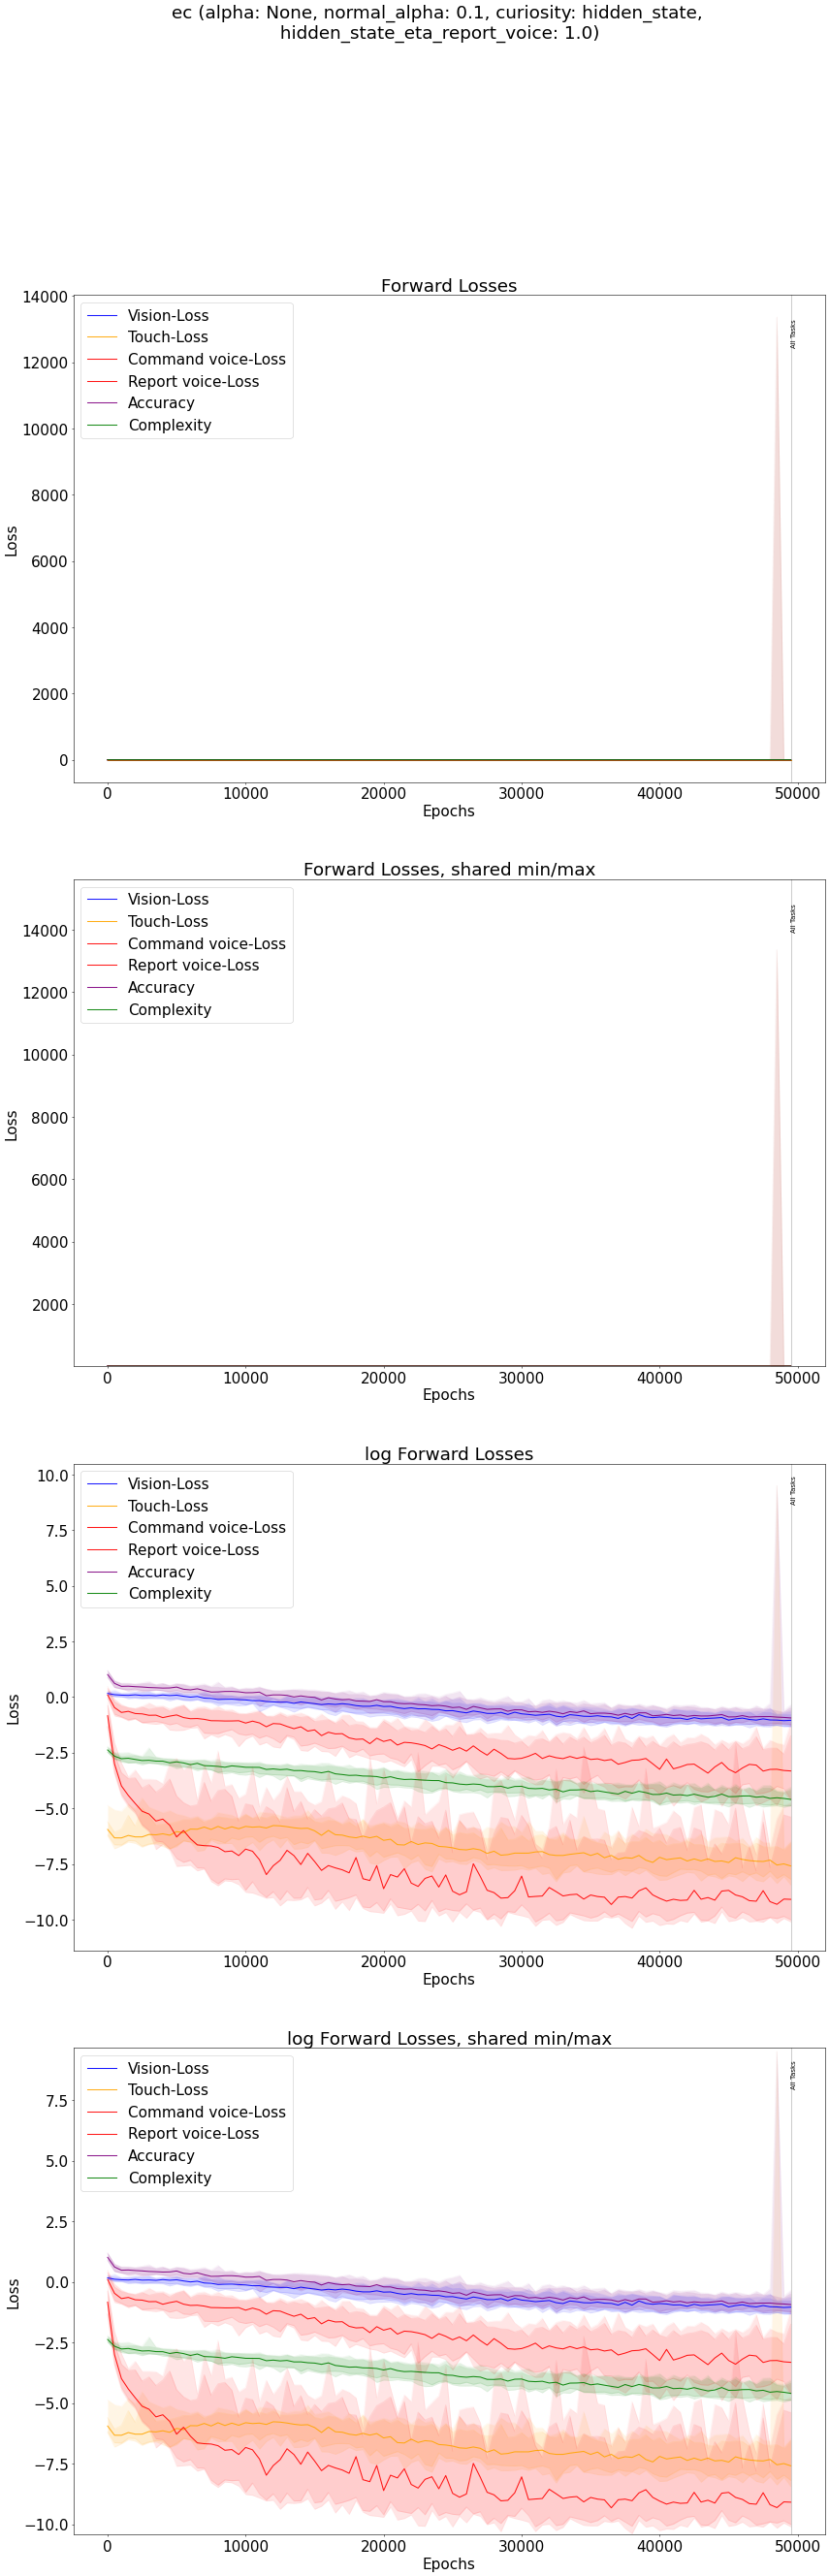 ec (alpha: None, normal_alpha: 0.1, curiosity: hidden_state,
hidden_state_eta_report_voice: 1.0)
Forward Losses
14000
12000
10000
8000
6000
4000
2000
0
Loss
Vision-Loss
Touch-Loss
Command voice-Loss
Report voice-Loss
Accuracy
Complexity
All Tasks
0 10000 20000 30000 40000 50000
Epochs
Forward Losses, shared min/max
14000
12000
10000
8000
6000
4000
2000
Loss
Vision-Loss
Touch-Loss
Command voice-Loss
Report voice-Loss
Accuracy
Complexity
All Tasks
0 10000 20000 30000 40000 50000
Epochs
log Forward Losses
10.0
7.5
5.0
2.5
0.0
−2.5
−5.0
−7.5
−10.0
Loss
Vision-Loss
Touch-Loss
Command voice-Loss
Report voice-Loss
Accuracy
Complexity
All Tasks
0 10000 20000 30000 40000 50000
Epochs
log Forward Losses, shared min/max
7.5
5.0
2.5
0.0
−2.5
−5.0
−7.5
−10.0
Loss
Vision-Loss
Touch-Loss
Command voice-Loss
Report voice-Loss
Accuracy
Complexity
All Tasks
0 10000 20000 30000 40000 50000
Epochs